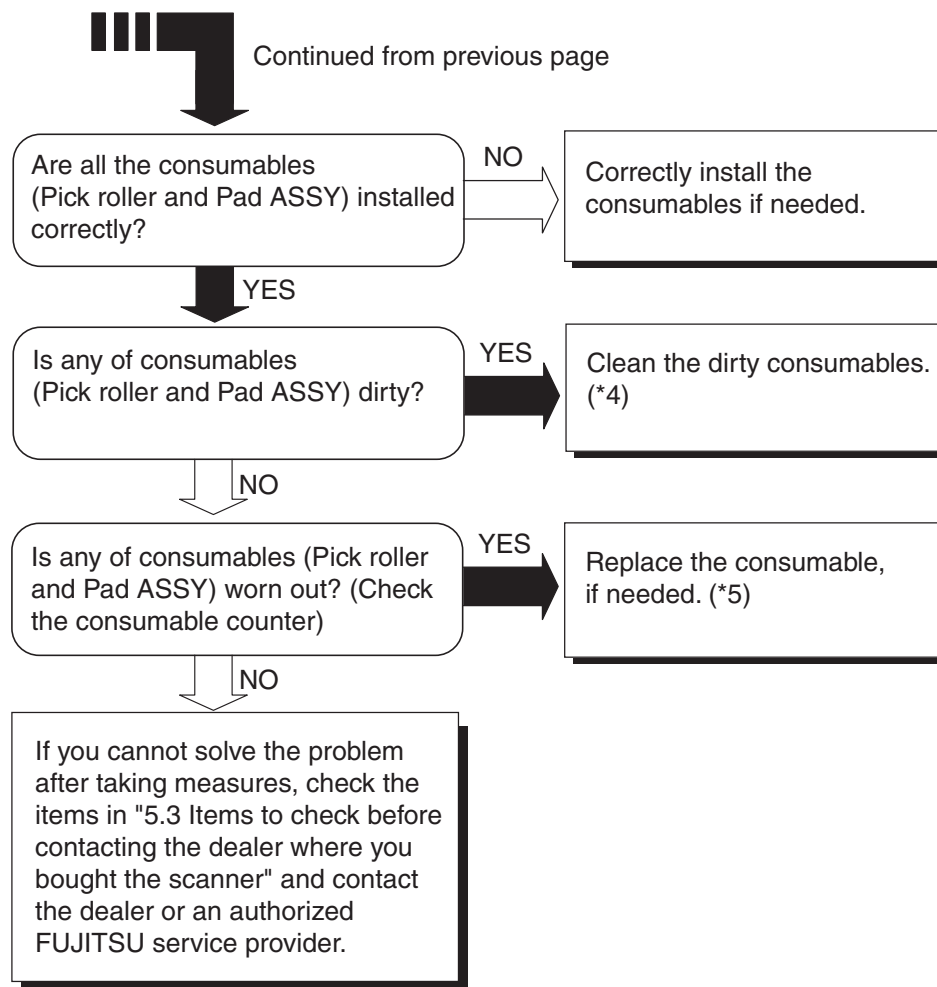 Continued from previous page
Are all the consumables
(Pick roller and Pad ASSY) installed
correctly?
NO
Correctly install the
consumables if needed.
YES
Is any of consumables
(Pick roller and Pad ASSY) dirty?
YES
Clean the dirty consumables.
(*4)
NO
Is any of consumables (Pick roller
and Pad ASSY) worn out? (Check
the consumable counter)
YES
Replace the consumable,
if needed. (*5)
NO
If you cannot solve the problem
after taking measures, check the
items in "5.3 Items to check before
contacting the dealer where you
bought the scanner" and contact
the dealer or an authorized
FUJITSU service provider.